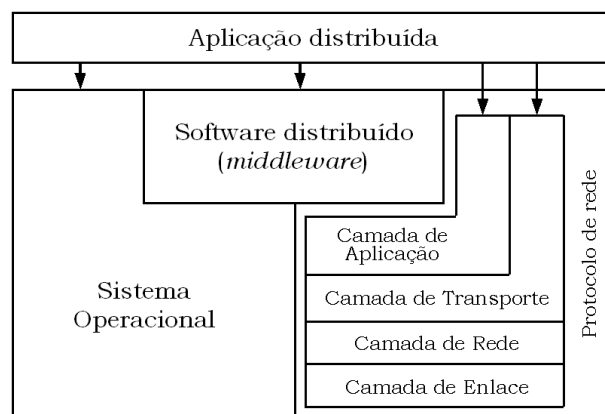 Aplicação distribuída
Software distribuído
(middleware)
Camada de
Aplicação
Camada de Transporte
Camada de Rede
Camada de Enlace
Sistema
Operacional
Protocolo de rede